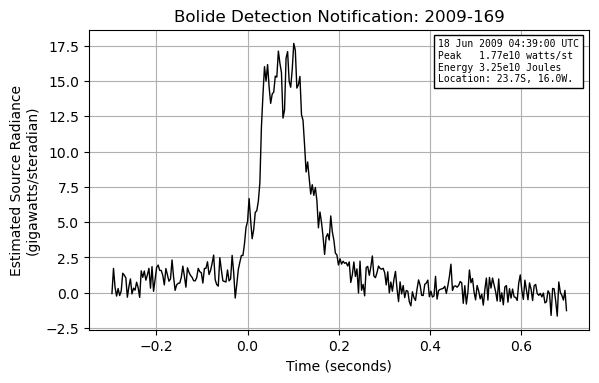 Bolide Detection Notification: 2009-169
18 Jun 2009 04:39:00 UTC
Peak   1.77e10 watts/st
Energy 3.25e10 Joules
Location: 23.7S, 16.0W.
Estimated Source Radiance
(gigawatts/steradian)
17.5
15.0
12.5
10.0
7.5
5.0
2.5
0.0
−2.5
−0.2
0.0
0.2
0.4
0.6
Time (seconds)